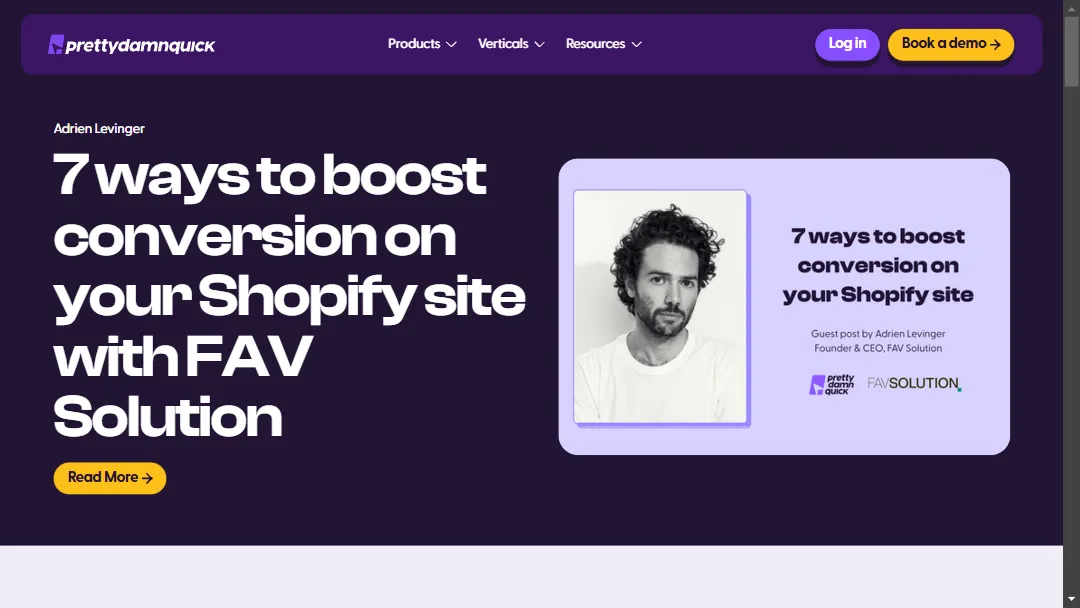 prettydamnquick
Products
Verticals
Resources
Log in
Book a demo →
Adrien Levinger
7 ways to boost
conversion on
your Shopify site
with FAV
Solution
Read More →
7 ways to boost
conversion on
your Shopify site
Guest post by Adrien Levinger
Founder & CEO, FAV Solution
pretty
damn
quick
FAVSOLUTION